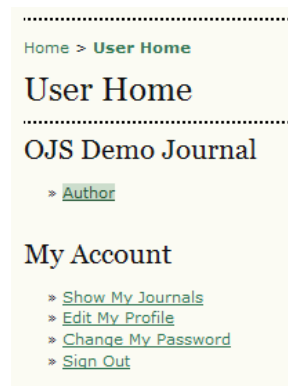 Home > User Home
User Home
OJS Demo Journal
» Author
My Account
» Show My Journals
» Edit My Profile
» Change My Password
» Sign Out